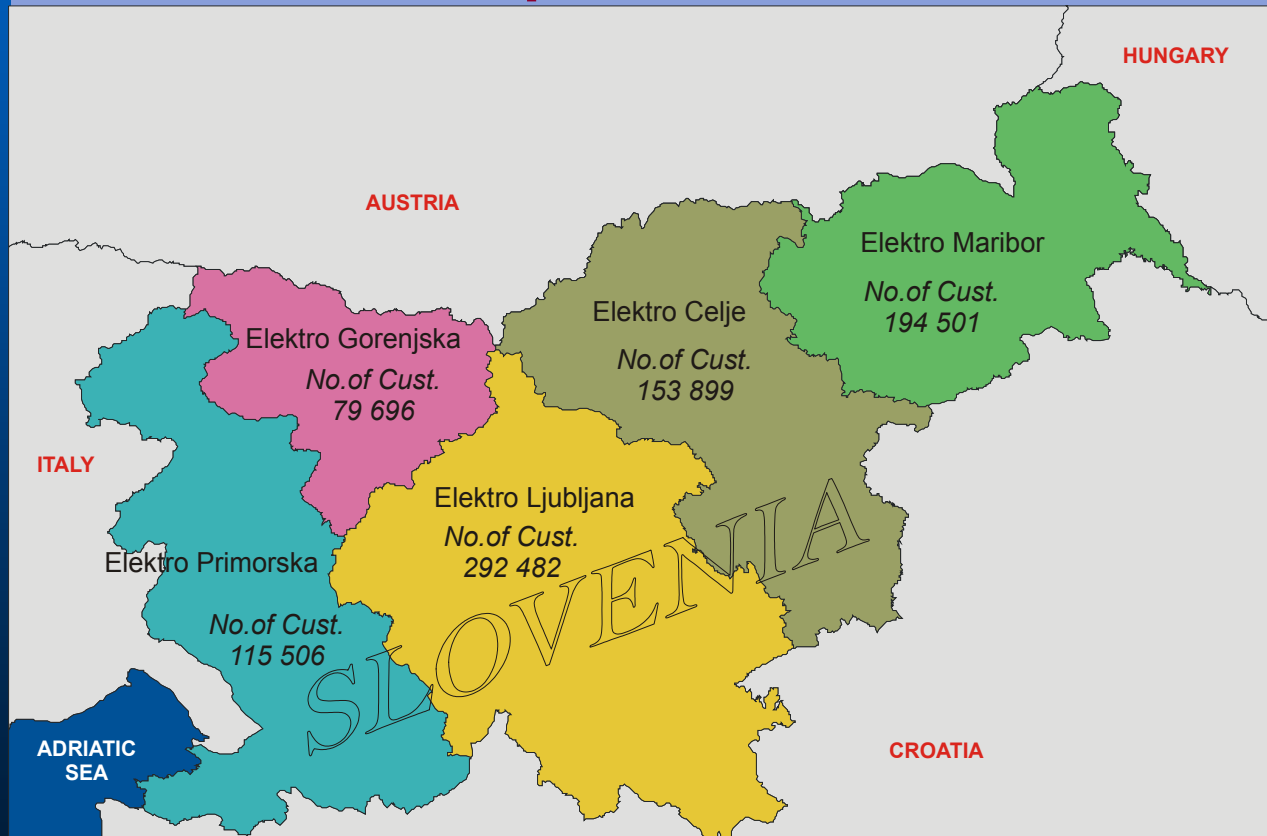 HUNGARY
AUSTRIA
Elektro Maribor
No.of Cust.
194 501
Elektro Celje
No.of Cust.
153 899
Elektro Gorenjska
No.of Cust.
79 696
ITALY
Elektro Ljubljana
No.of Cust.
292 482
Elektro Primorska
No.of Cust.
115 506
SLOVENIA
ADRIATIC
SEA
CROATIA